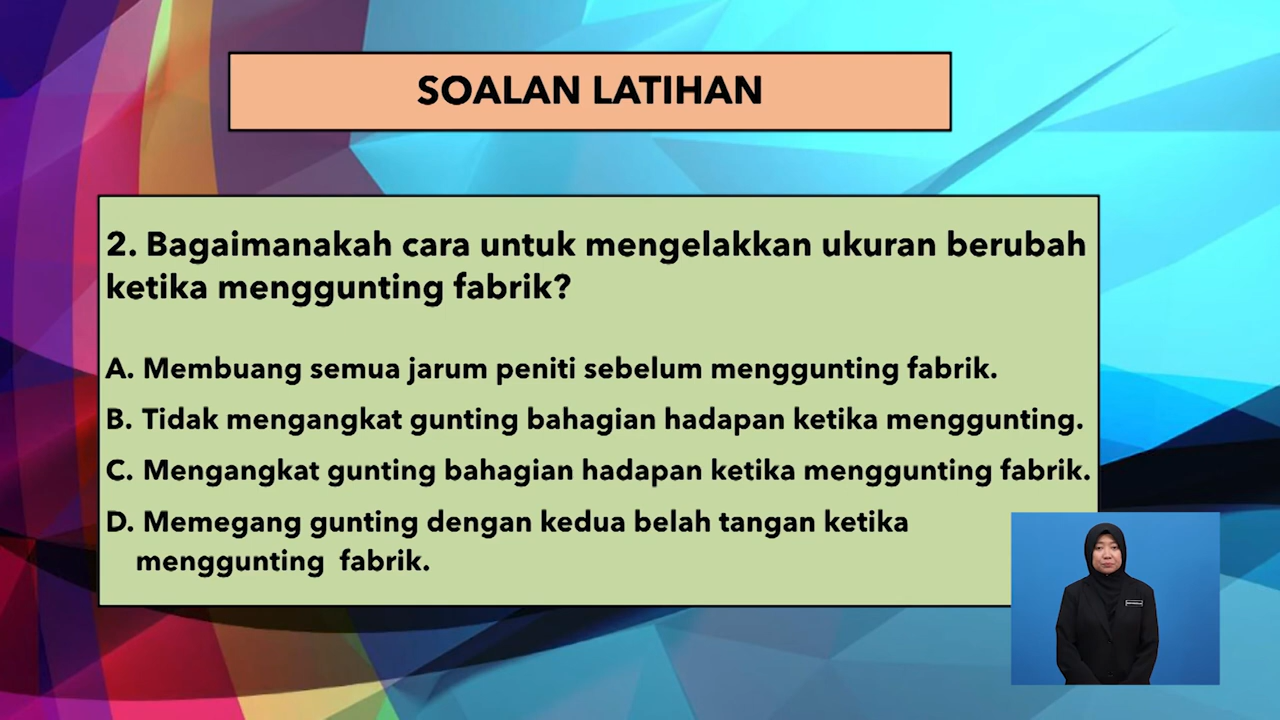 SOALAN LATIHAN
2. Bagaimanakah cara untuk mengelakkan ukuran berubah
ketika menggunting fabrik?
A. Membuang semua jarum peniti sebelum menggunting fabrik.
B. Tidak mengangkat gunting bahagian hadapan ketika menggunting.
C. Mengangkat gunting bahagian hadapan ketika menggunting fabrik.
D. Memegang gunting dengan kedua belah tangan ketika
menggunting fabrik.